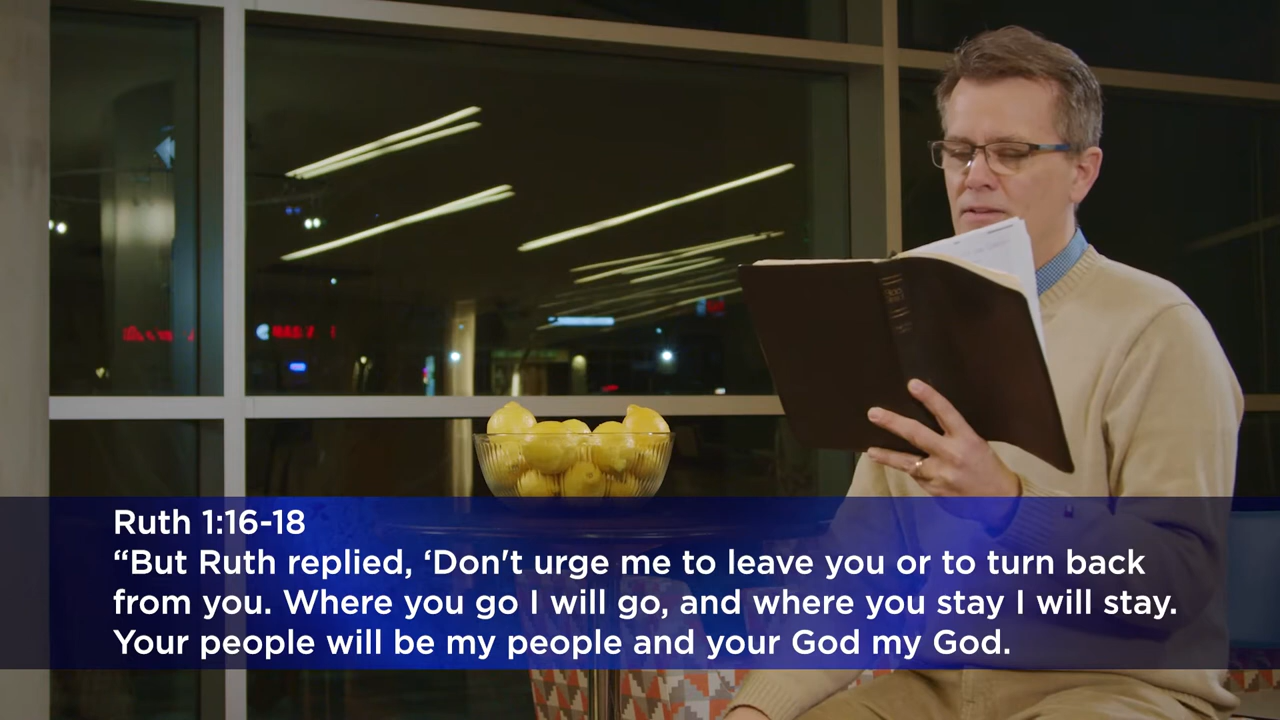 Ruth 1:16-18
“But Ruth replied, ‘Don't urge me to leave you or to turn back
from you. Where you go I will go, and where you stay I will stay.
Your people will be my people and your God my God.